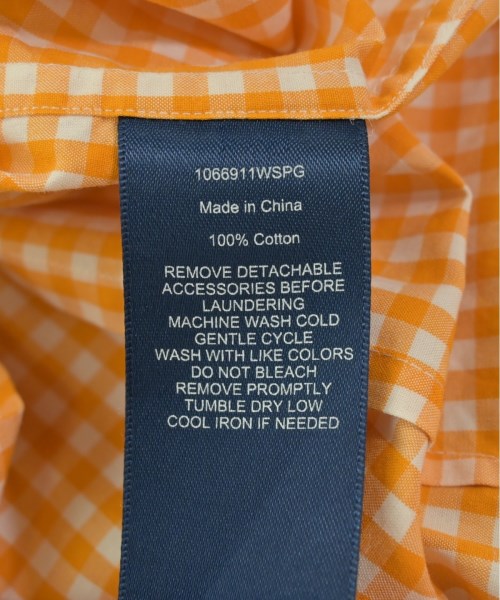 1066911WSPG
Made in China
100% Cotton
REMOVE DETACHABLE
ACCESSORIES BEFORE
LAUNDERING
MACHINE WASH COLD
GENTLE CYCLE
WASH WITH LIKE COLORS
DO NOT BLEACH
REMOVE PROMPTLY
TUMBLE DRY LOW
COOL IRON IF NEEDED